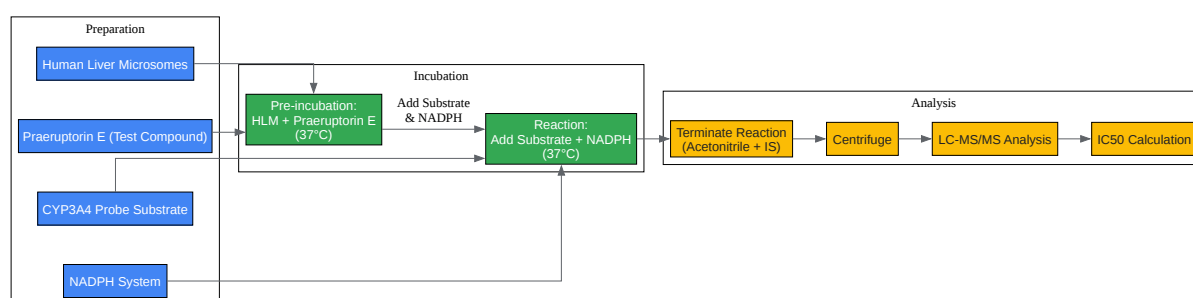 Preparation
Human Liver Microsomes
Praeruptorin E (Test Compound)
CYP3A4 Probe Substrate
NADPH System
Incubation
Pre-incubation:
HLM + Praeruptorin E
(37°C)
Add Substrate
& NADPH
Reaction:
Add Substrate + NADPH
(37°C)
Analysis
Terminate Reaction
(Acetonitrile + IS)
Centrifuge
LC-MS/MS Analysis
IC50 Calculation